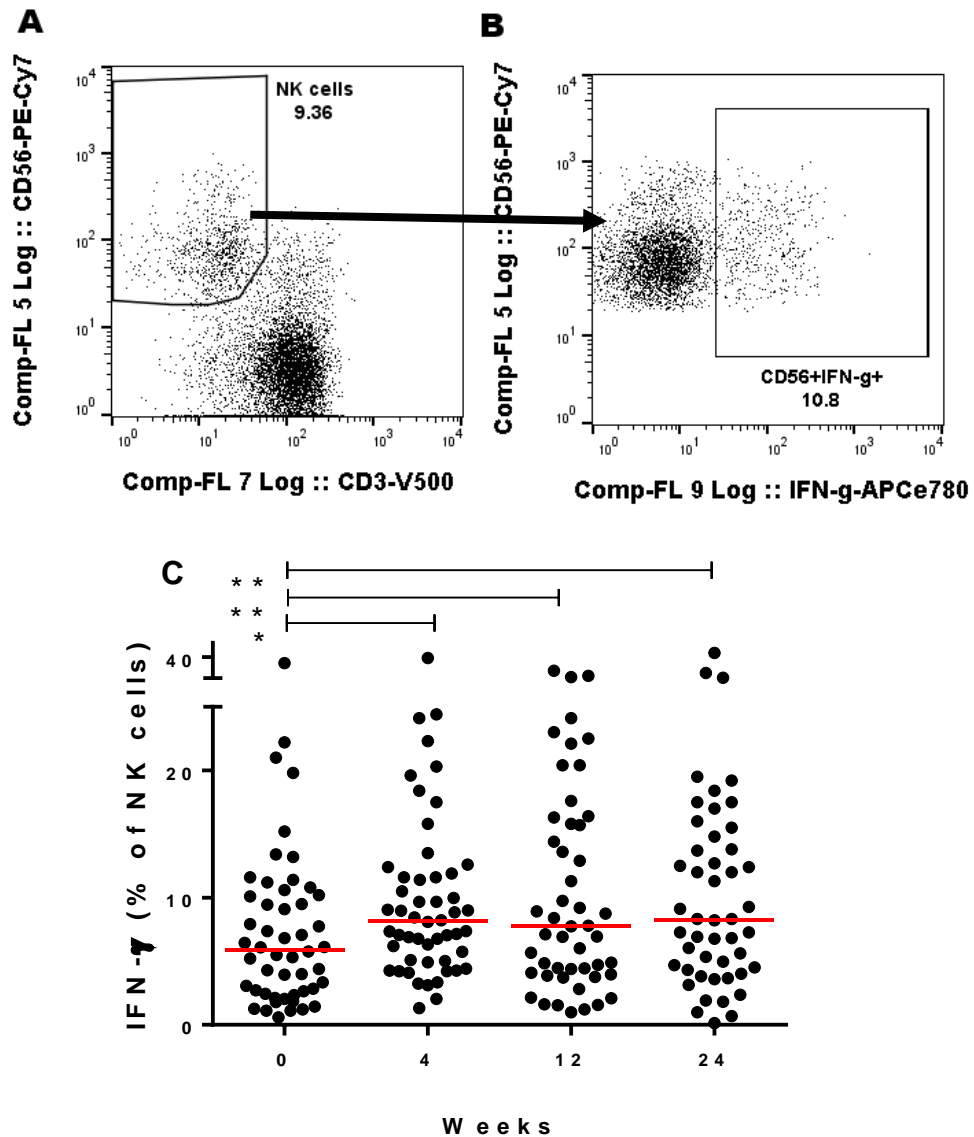 A
Comp-FL 5 Log :: CD56-PE-Cy7
10^4
10^3
10^2
10^1
10^0
NK cells
9.36
10^0 10^1 10^2 10^3 10^4
Comp-FL 7 Log :: CD3-V500
B
Comp-FL 5 Log :: CD56-PE-Cy7
10^4
10^3
10^2
10^1
10^0
CD56+IFN-g+
10.8
10^0 10^1 10^2 10^3 10^4
Comp-FL 9 Log :: IFN-g-APCe780
C
* *
* *
*
IFN-γ (% of NK cells)
40
20
10
0
0 4 12 24
Weeks